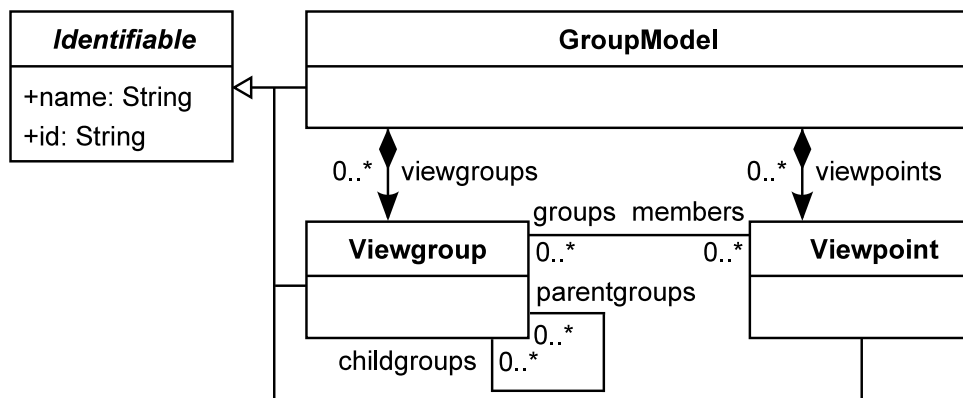 Identifiable
+name: String
+id: String
GroupModel
0..* viewgroups
0..* viewpoints
groups members
0..* 0..*
Viewgroup
Viewpoint
parentgroups
0..*
childgroups 0..*